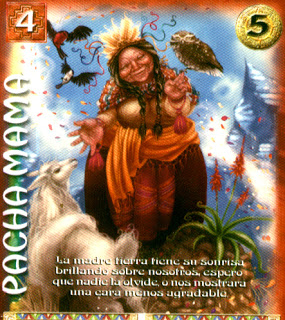 4
5
PACHA MAMA
La madre tierra tiene su sonrisa
brillando sobre nosotros, espero
que nadie la olvide, o nos mostrara
una cara menos agradable.